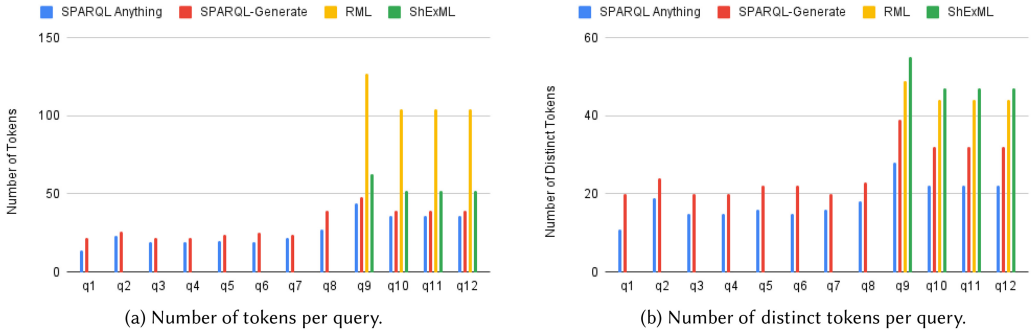 SPARQL Anything SPARQL-Generate RML ShExML
150
100
50
0
Number of Tokens
q1 q2 q3 q4 q5 q6 q7 q8 q9 q10 q11 q12
(a) Number of tokens per query.
SPARQL Anything SPARQL-Generate RML ShExML
60
40
20
0
Number of Distinct Tokens
q1 q2 q3 q4 q5 q6 q7 q8 q9 q10 q11 q12
(b) Number of distinct tokens per query.